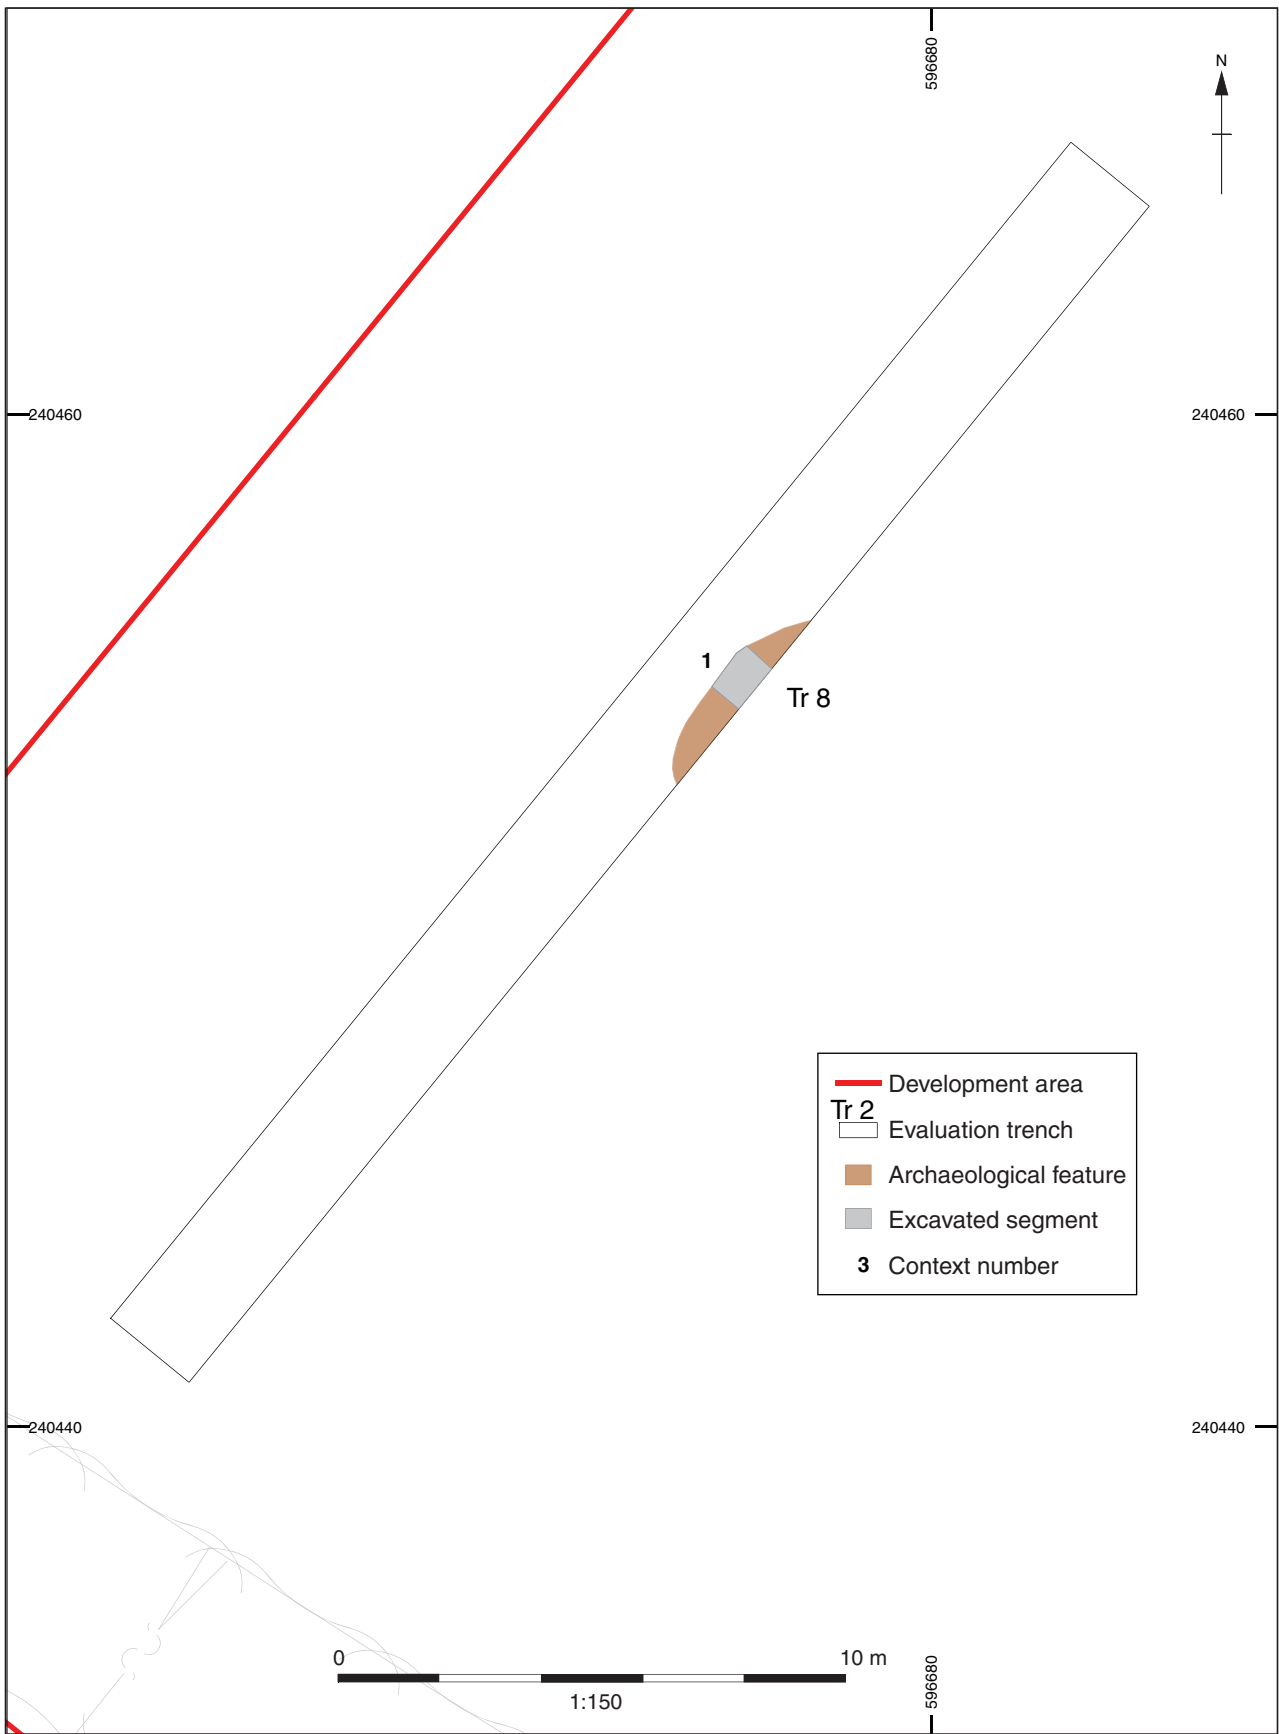 596680
N
240460
240460
1
Tr 8
Development area
Tr 2
Evaluation trench
Archaeological feature
Excavated segment
3 Context number
240440
240440
0 10 m
1:150
596680